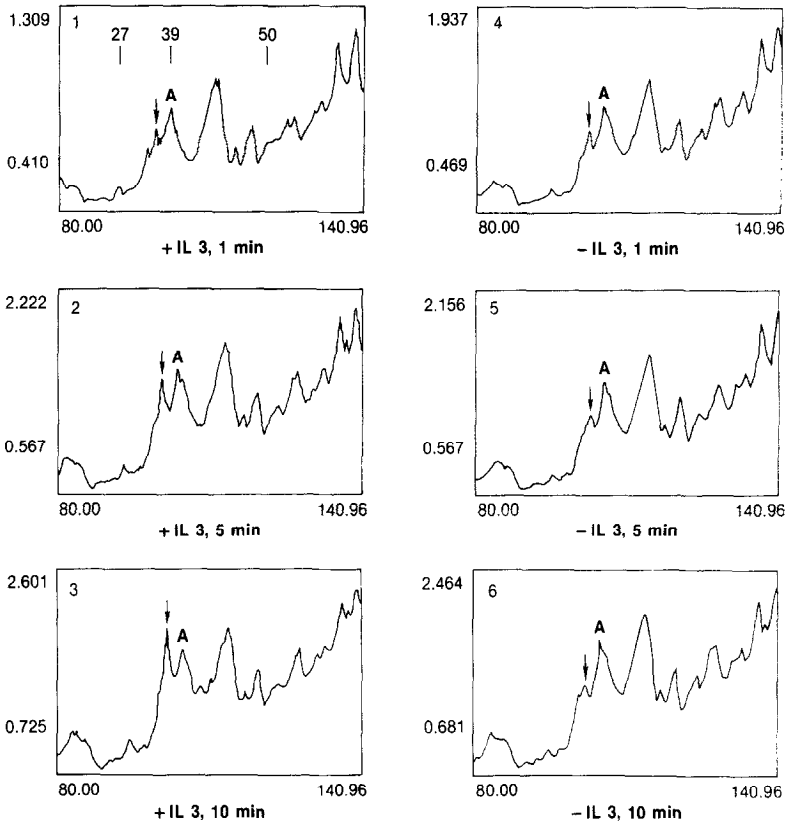 1.309
1
27 39 50
A
0.410
80.00 140.96
+ IL 3, 1 min
1.937
4
A
0.469
80.00 140.96
– IL 3, 1 min
2.222
2
A
0.567
80.00 140.96
+ IL 3, 5 min
2.156
5
A
0.567
80.00 140.96
– IL 3, 5 min
2.601
3
A
0.725
80.00 140.96
+ IL 3, 10 min
2.464
6
A
0.681
80.00 140.96
– IL 3, 10 min